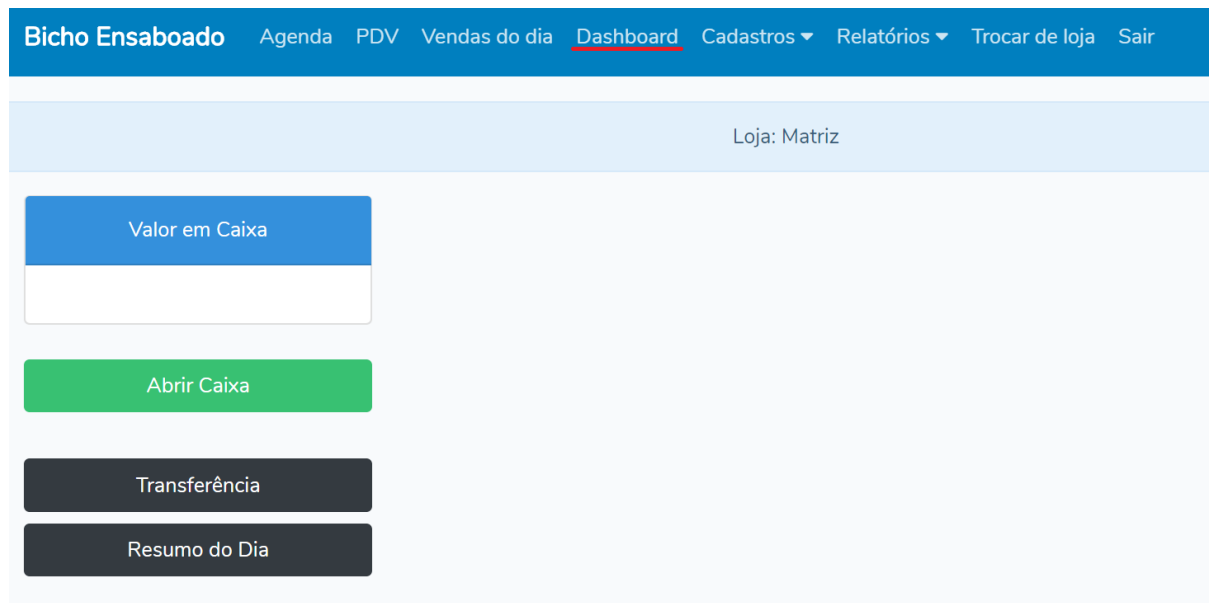 Bicho Ensaboado Agenda PDV Vendas do dia Dashboard Cadastros Relatórios Trocar de loja Sair
Loja: Matriz
Valor em Caixa
Abrir Caixa
Transferência
Resumo do Dia